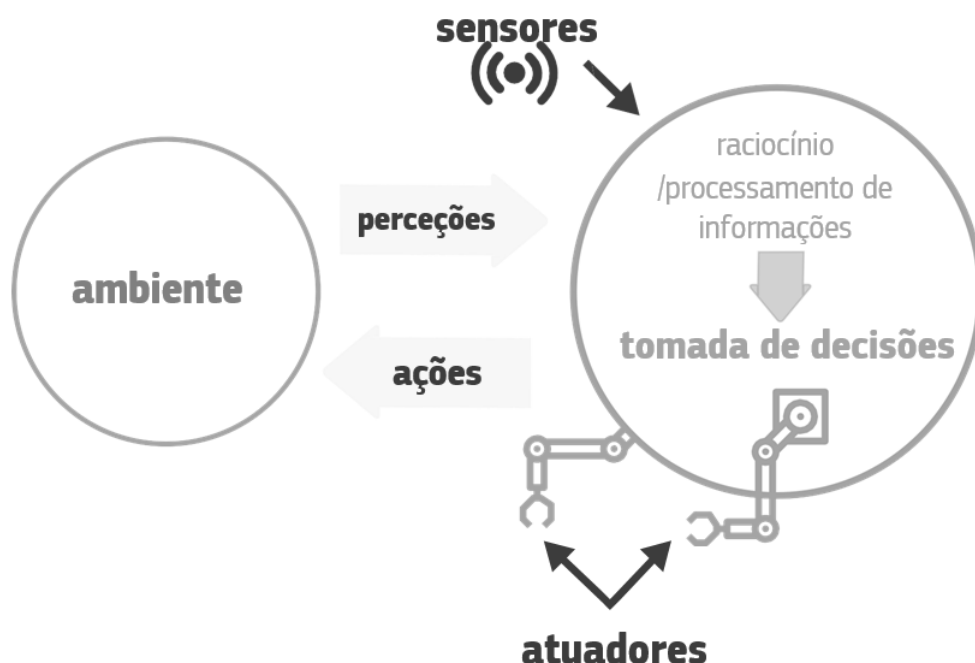 sensores
raciocínio
/processamento de
informações
perceções
ambiente
tomada de decisões
ações
atuadores